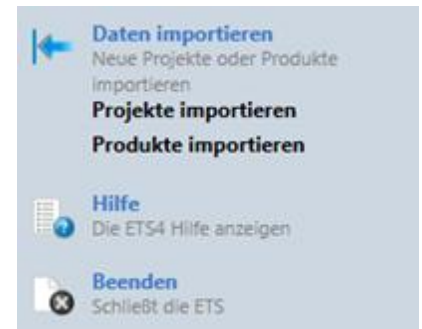 Daten importieren
Neue Projekte oder Produkte
importieren
Projekte importieren
Produkte importieren
Hilfe
Die ETS4 Hilfe anzeigen
Beenden
Schließt die ETS